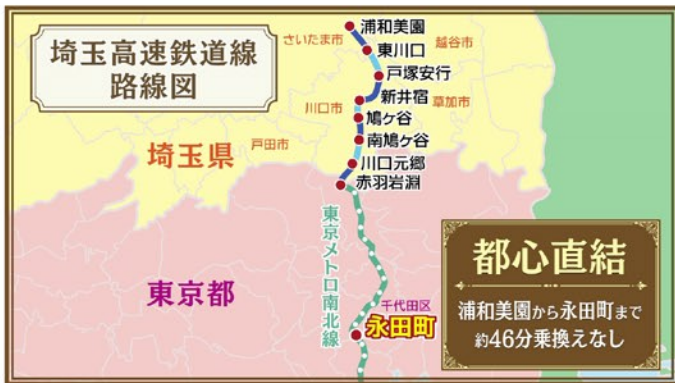 埼玉高速鉄道線
路線図
さいたま市
浦和美園
東川口
越谷市
戸塚安行
新井宿
川口市
草加市
鳩ヶ谷
戸田市
南鳩ヶ谷
埼玉県
川口元郷
赤羽岩淵
東京メトロ南北線
東京都
千代田区
永田町
都心直結
浦和美園から永田町まで
約46分乗換えなし